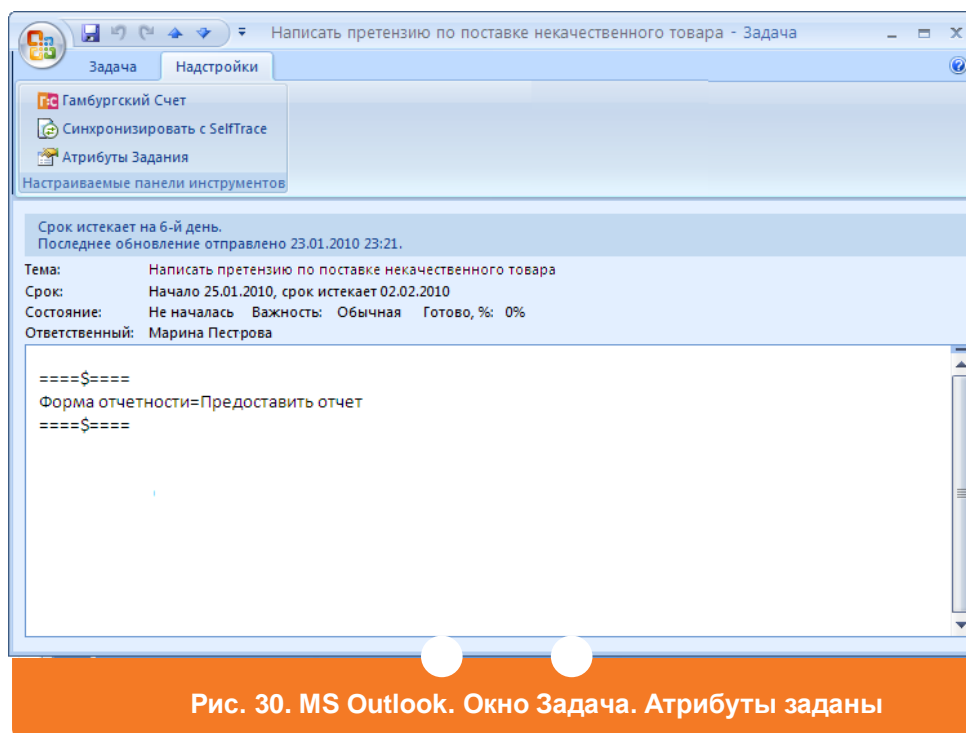 Написать претензию по поставке некачественного товара - Задача
Задача Надстройки
Гамбургский Счет
Синхронизировать с SelfTrace
Атрибуты Задания
Настраиваемые панели инструментов
Срок истекает на 6-й день.
Последнее обновление отправлено 23.01.2010 23:21.
Тема: Написать претензию по поставке некачественного товара
Срок: Начало 25.01.2010, срок истекает 02.02.2010
Состояние: Не началась Важность: Обычная Готово, %: 0%
Ответственный: Марина Пестрова
====$====
Форма отчетности=Предоставить отчет
====$====
Рис. 30. MS Outlook. Окно Задача. Атрибуты заданы